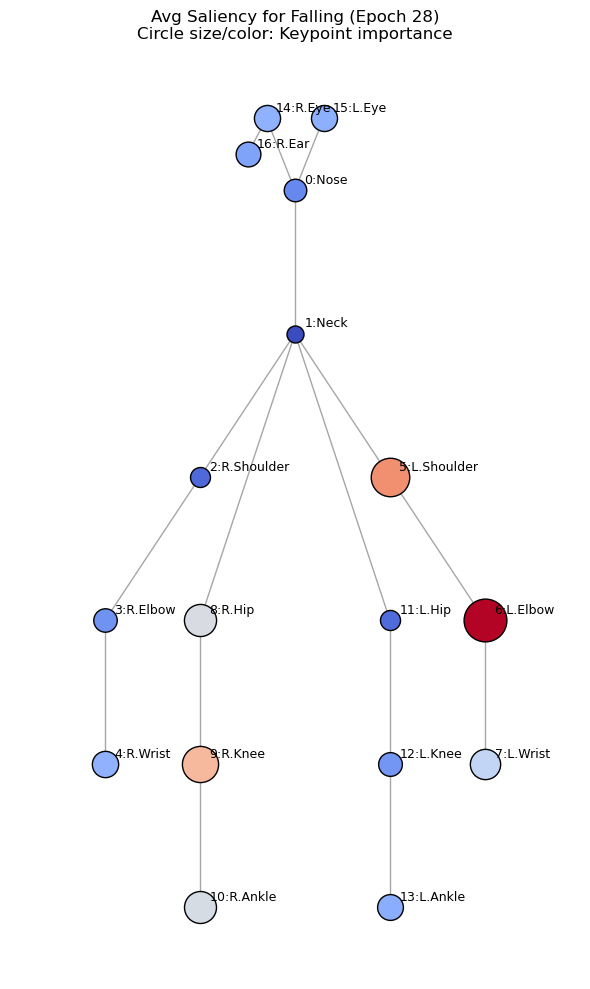 Avg Saliency for Falling (Epoch 28)
Circle size/color: Keypoint importance
14:R.Eye
15:L.Eye
16:R.Ear
0:Nose
1:Neck
2:R.Shoulder
5:L.Shoulder
3:R.Elbow
8:R.Hip
11:L.Hip
6:L.Elbow
4:R.Wrist
9:R.Knee
12:L.Knee
7:L.Wrist
10:R.Ankle
13:L.Ankle